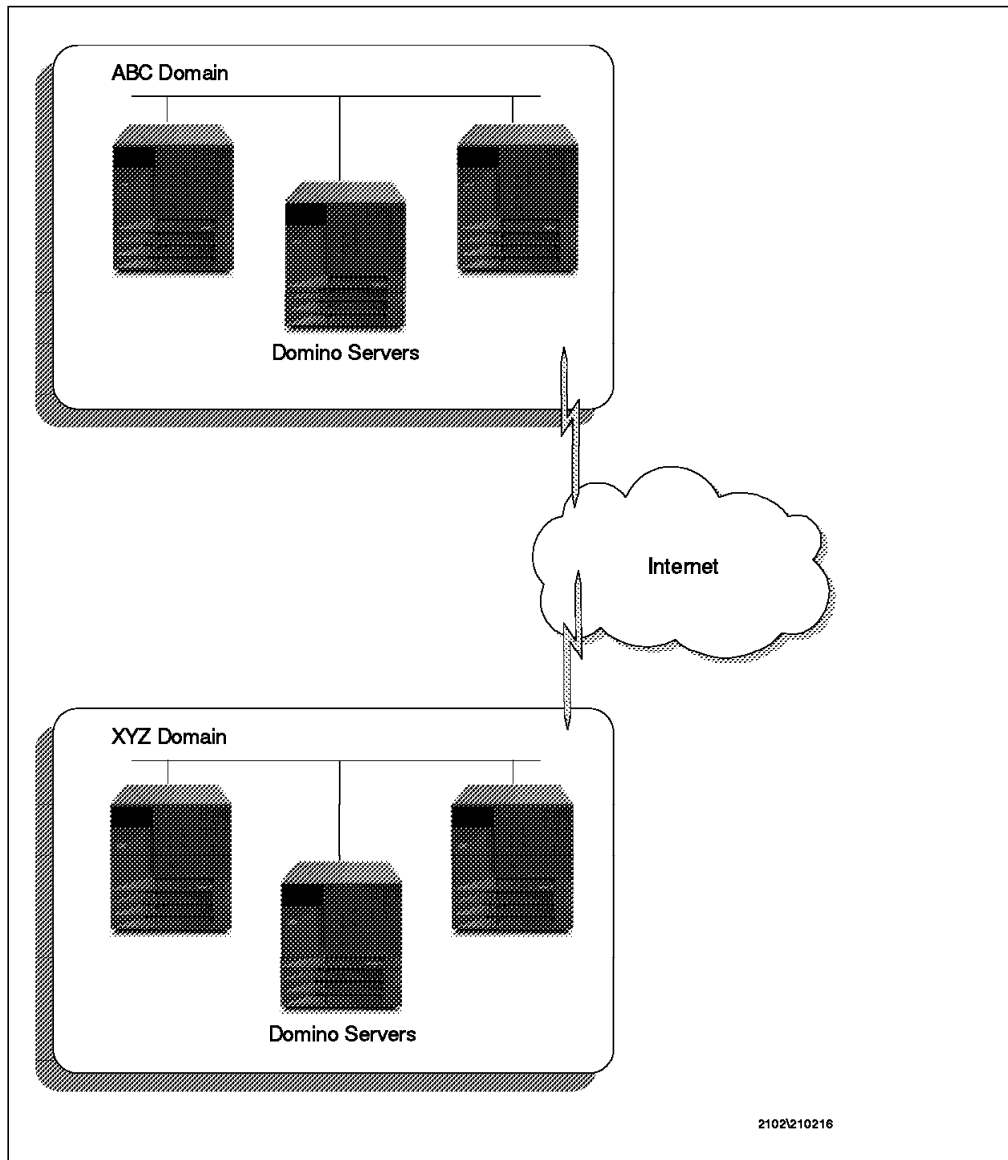 ABC Domain
Domino Servers
Internet
XYZ Domain
Domino Servers
2102\210216